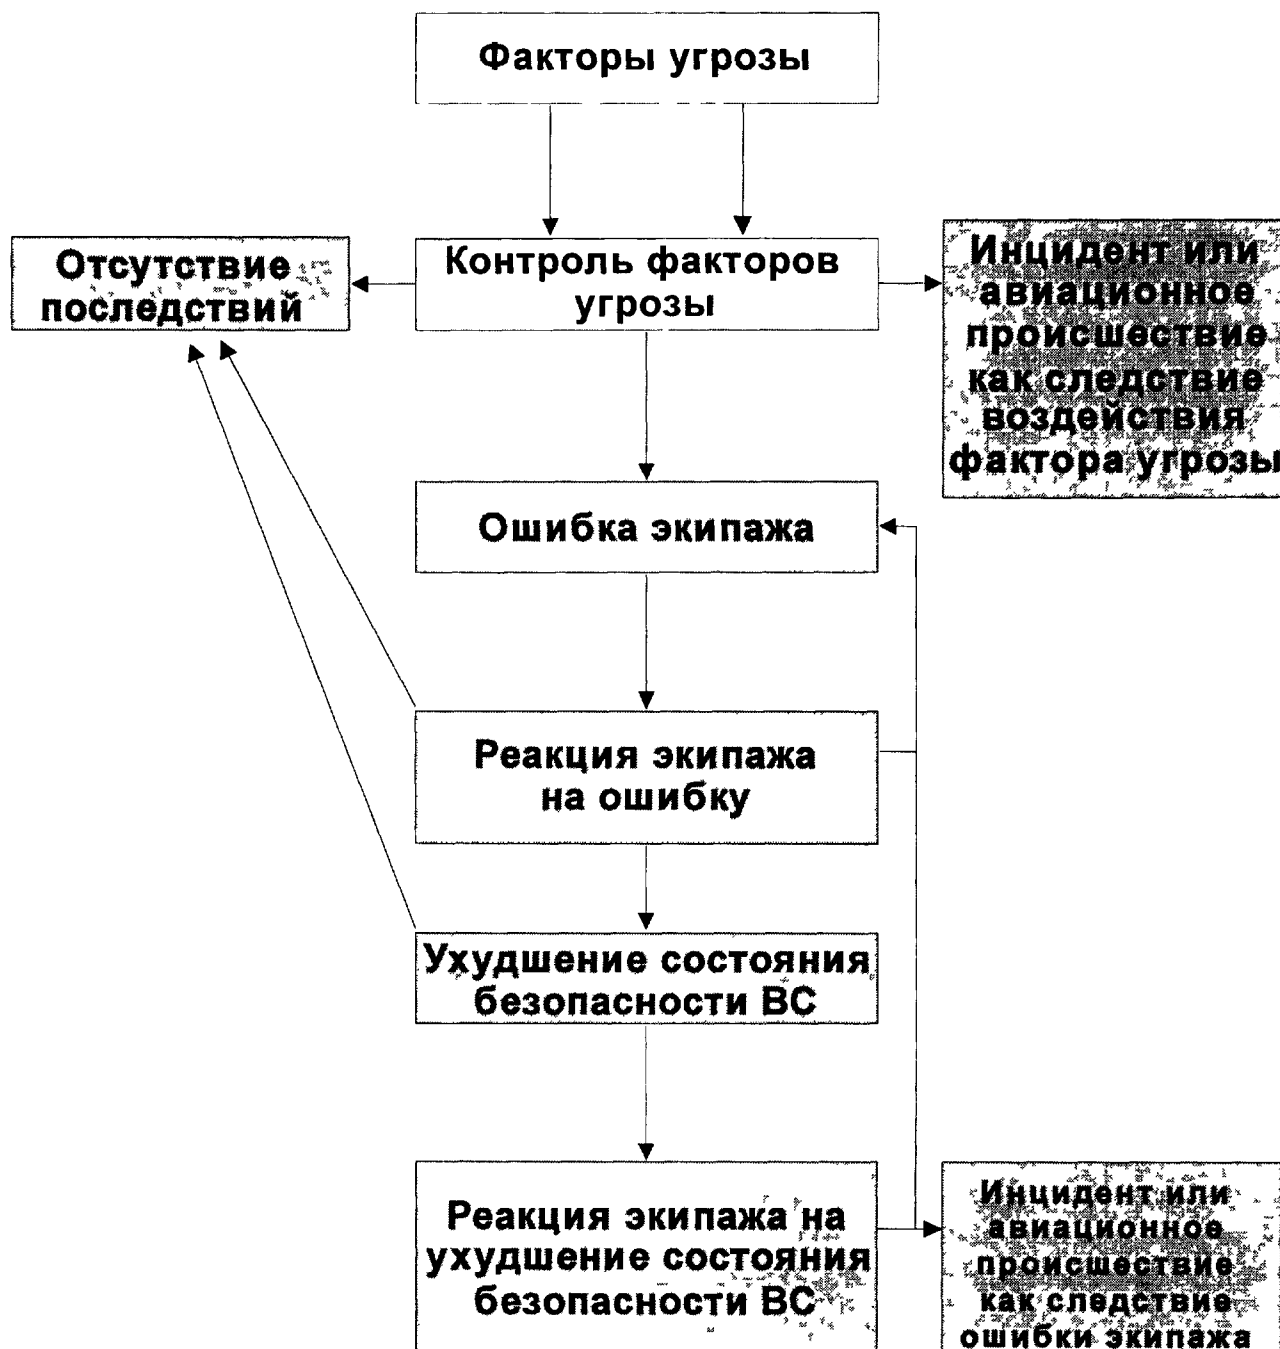 Факторы угрозы
Отсутствие
последствий
Контроль факторов
угрозы
Инцидент или
авиационное
происшествие
как следствие
воздействия
фактора угрозы
Ошибка экипажа
Реакция экипажа
на ошибку
Ухудшение состояния
безопасности ВС
Реакция экипажа на
ухудшение состояния
безопасности ВС
Инцидент или
авиационное
происшествие
как следствие
ошибки экипажа